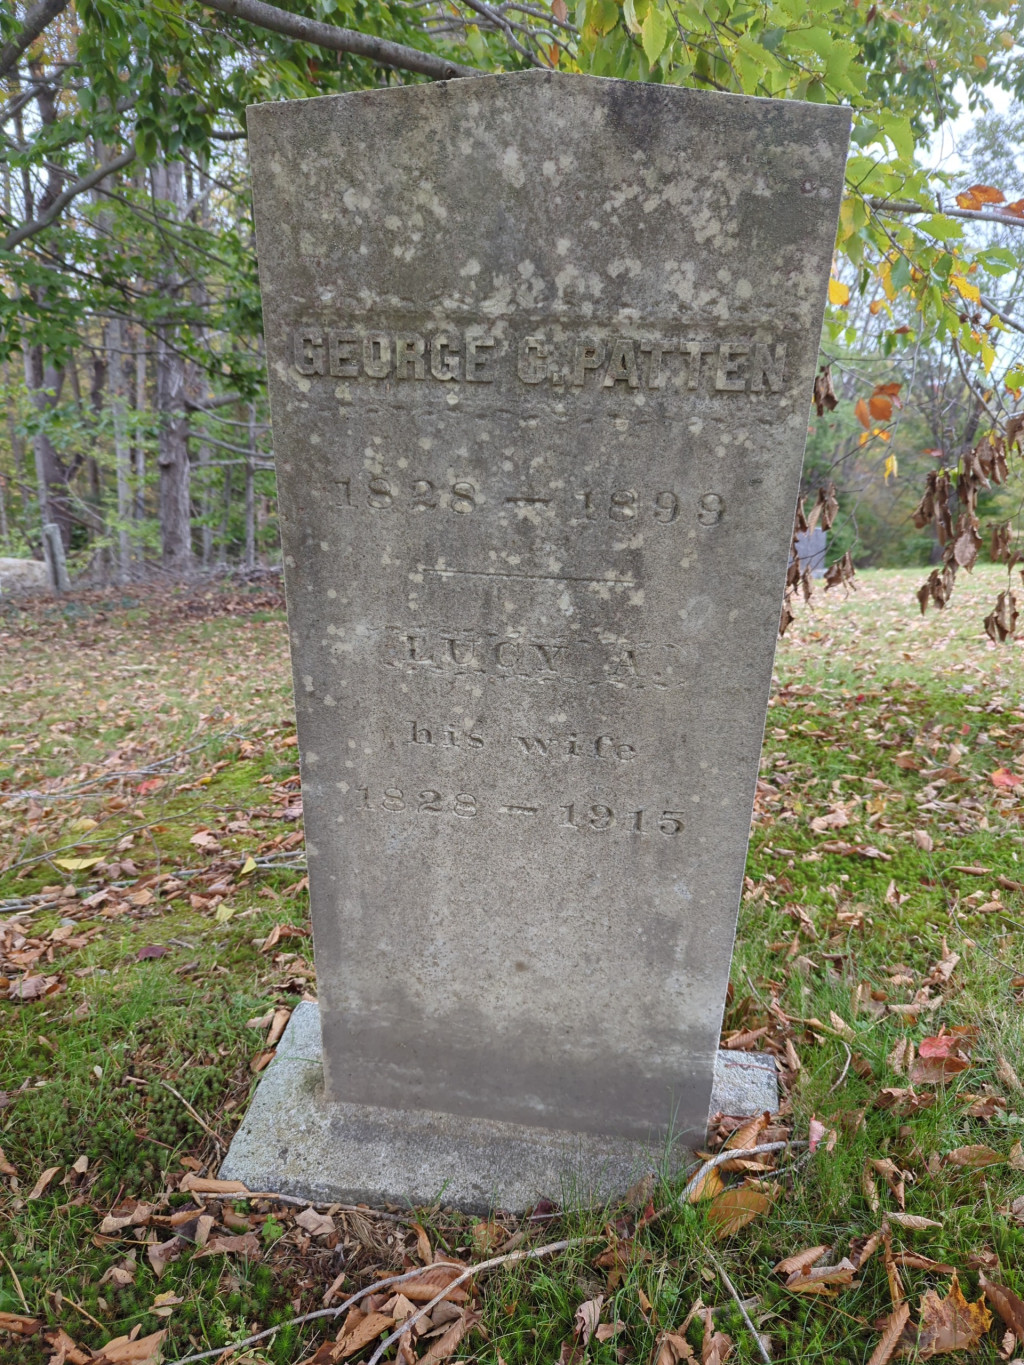 GEORGE C. PATTEN
1828 — 1899
LUCY A.
his wife
1828 — 1915